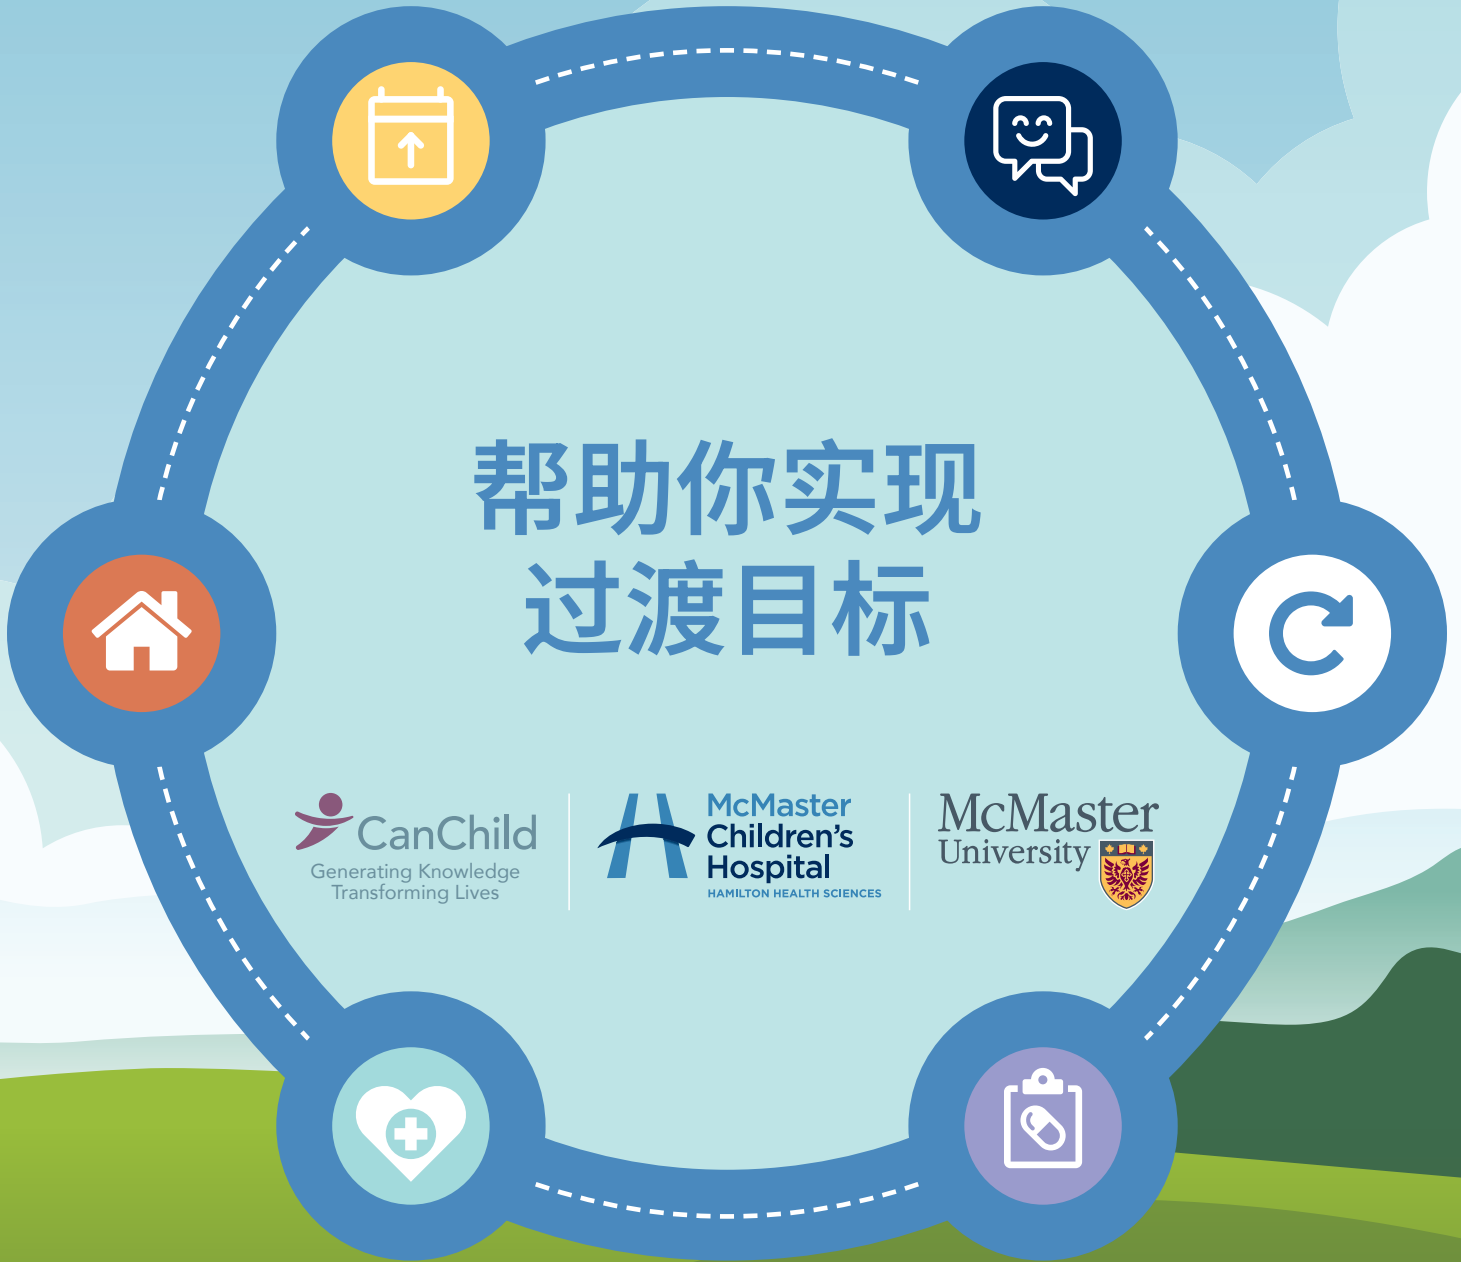 帮助你实现
过渡目标
CanChild
Generating Knowledge
Transforming Lives
McMaster
Children's
Hospital
HAMILTON HEALTH SCIENCES
McMaster
University